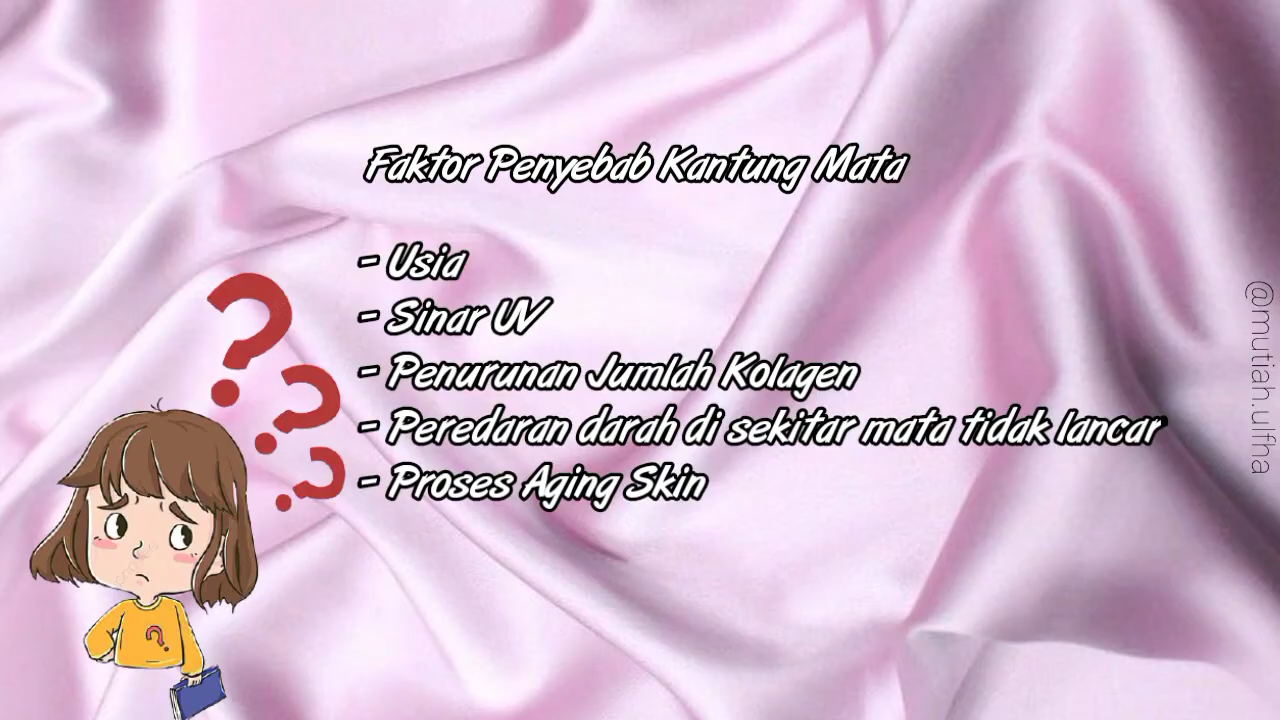 Faktor Penyebab Kantung Mata
- Usia
- Sinar UV
- Penurunan Jumlah Kolagen
- Peredaran darah di sekitar mata tidak lancar
- Proses Aging Skin
? ? ?
?
@mutiah.ulfha